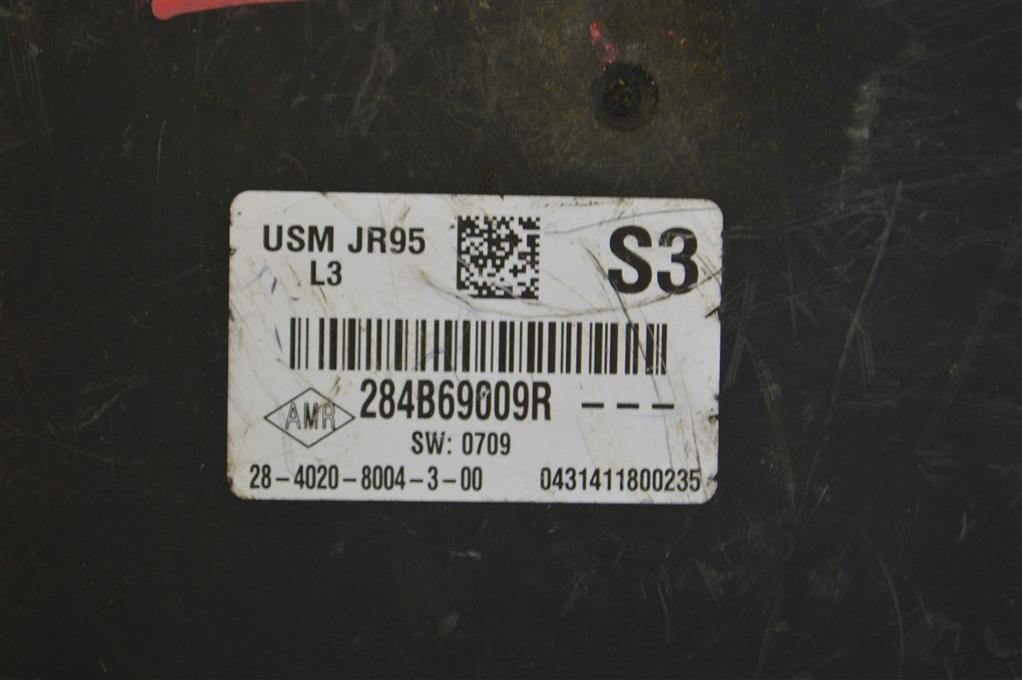 USM JR95
L3
S3
AMR
284B69009R ---
SW: 0709
28-4020-8004-3-00
0431411800235